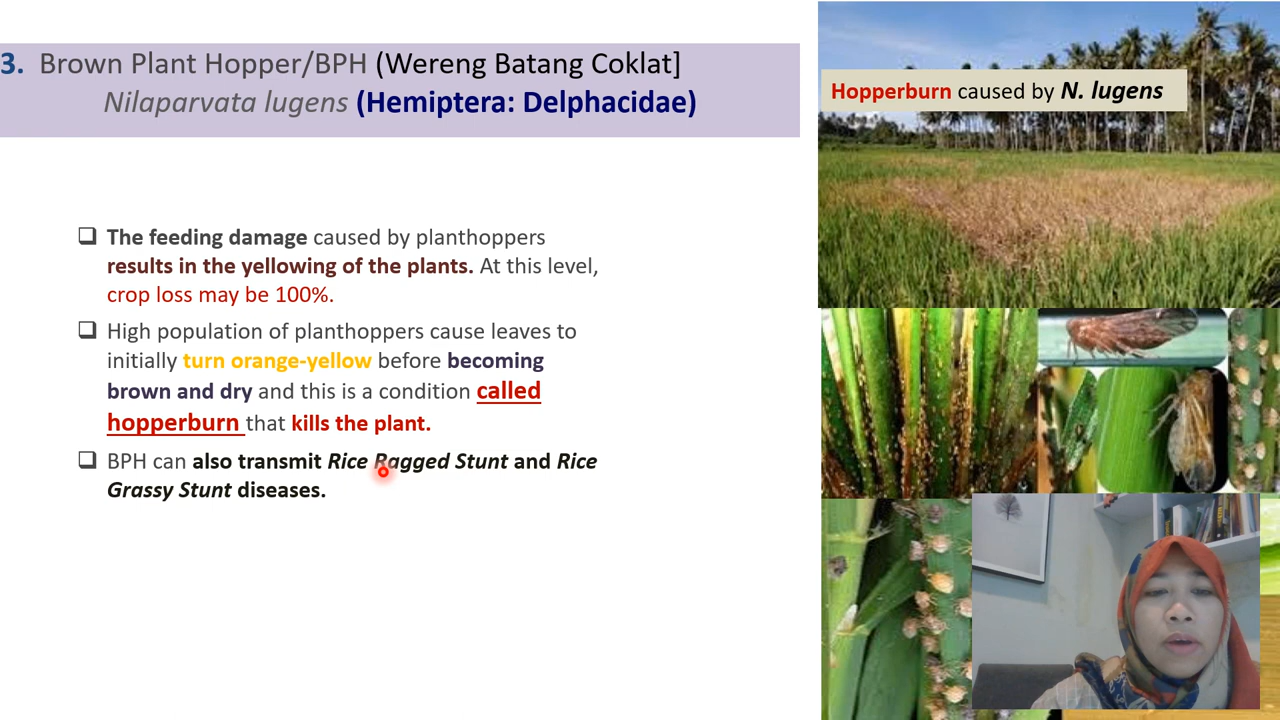 3. Brown Plant Hopper/BPH (Wereng Batang Coklat]
Nilaparvata lugens (Hemiptera: Delphacidae)
Hopperburn caused by N. lugens
The feeding damage caused by planthoppers
results in the yellowing of the plants. At this level,
crop loss may be 100%.
High population of planthoppers cause leaves to
initially turn orange-yellow before becoming
brown and dry and this is a condition called
hopperburn that kills the plant.
BPH can also transmit Rice Ragged Stunt and Rice
Grassy Stunt diseases.